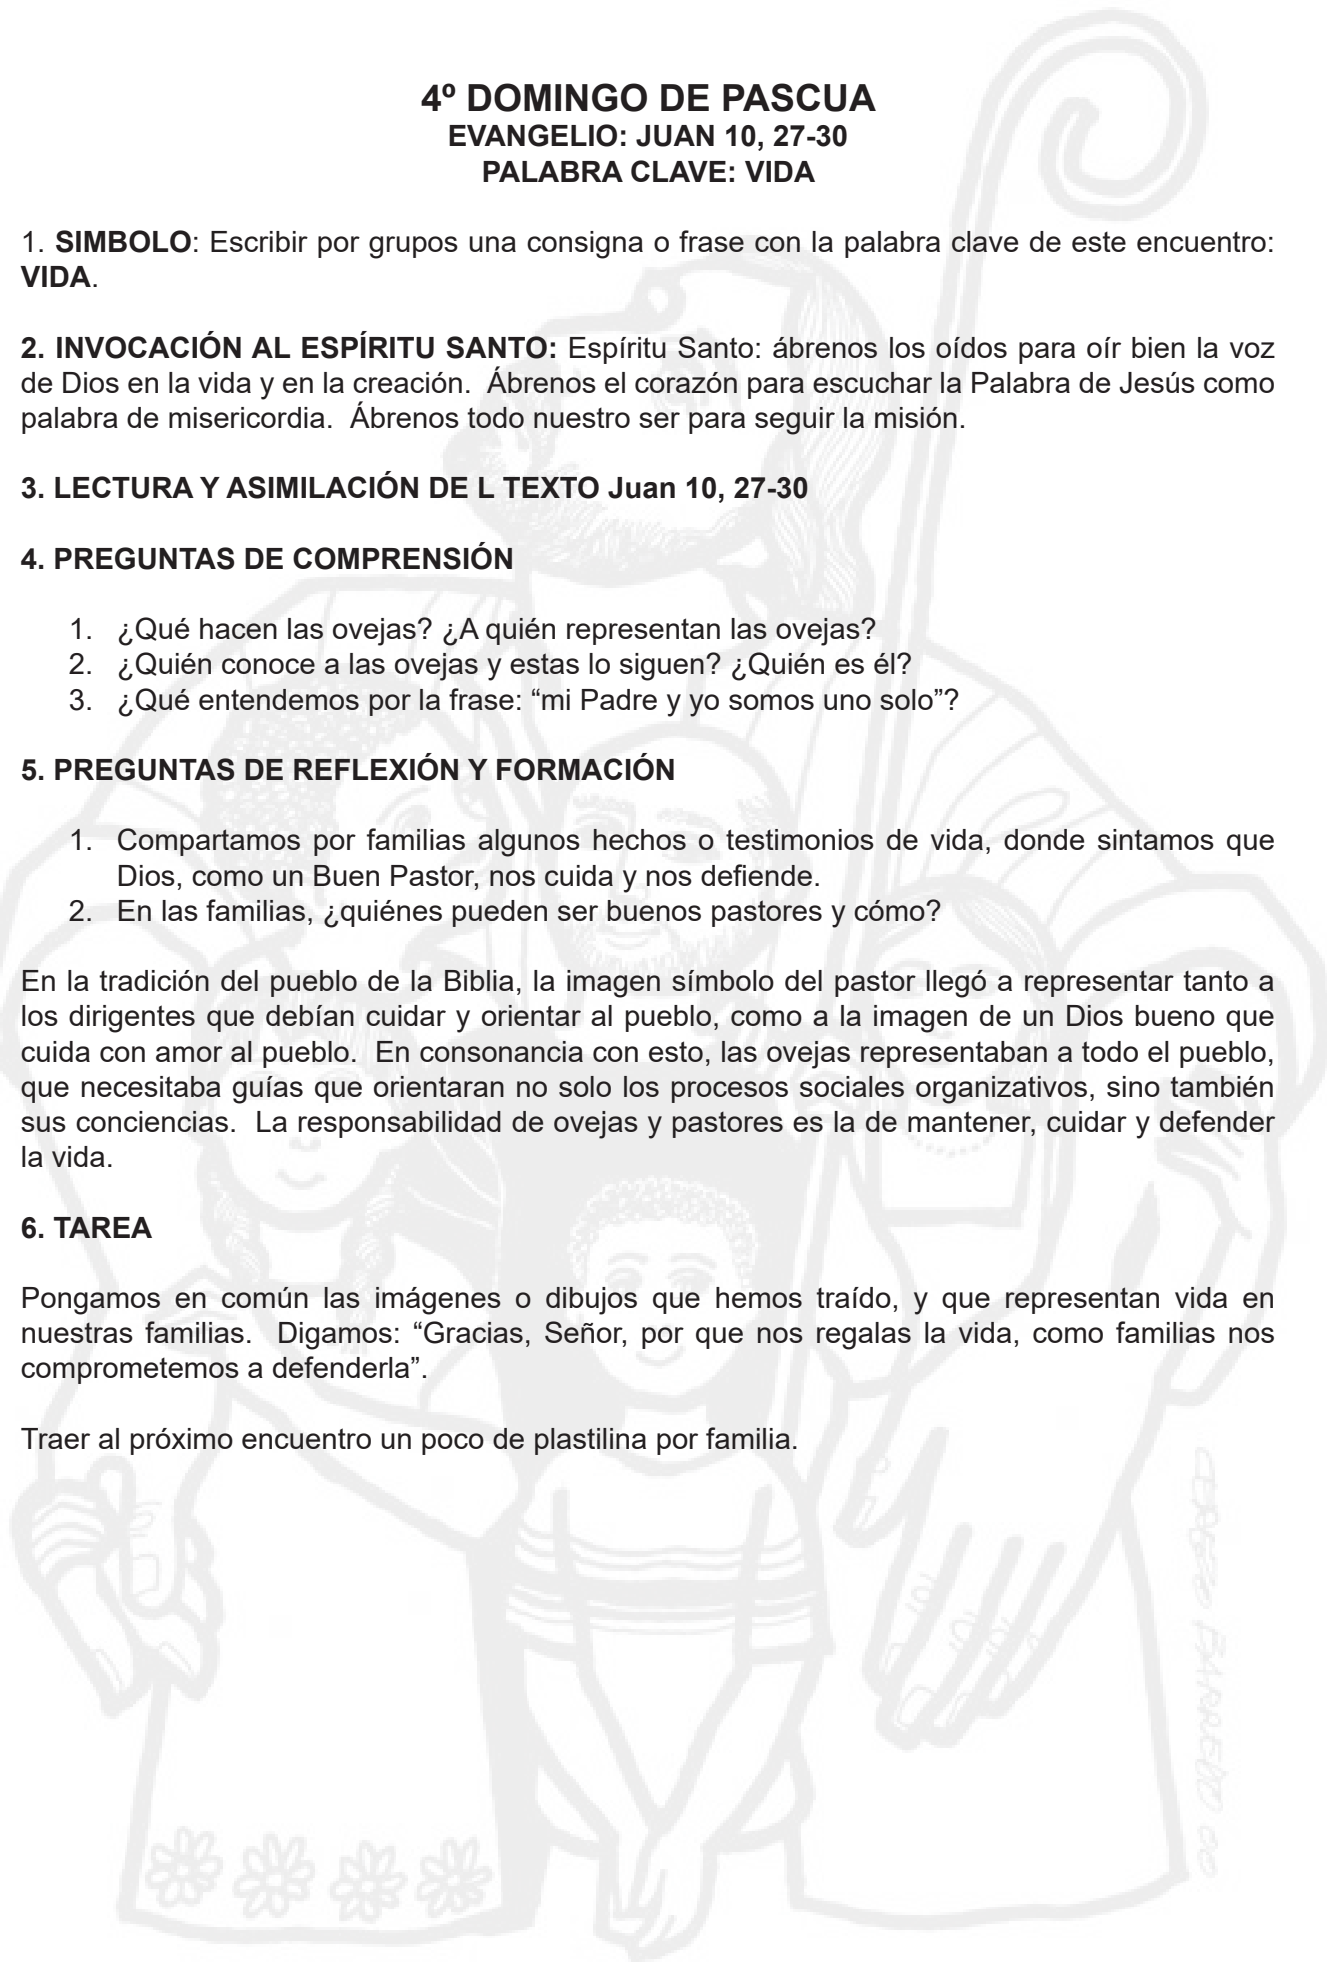 4º DOMINGO DE PASCUA
EVANGELIO: JUAN 10, 27-30
PALABRA CLAVE: VIDA
1. SIMBOLO: Escribir por grupos una consigna o frase con la palabra clave de este encuentro:
VIDA.
2. INVOCACIÓN AL ESPÍRITU SANTO: Espíritu Santo: ábrenos los oídos para oír bien la voz
de Dios en la vida y en la creación.  Ábrenos el corazón para escuchar la Palabra de Jesús como
palabra de misericordia.  Ábrenos todo nuestro ser para seguir la misión.
3. LECTURA Y ASIMILACIÓN DE L TEXTO Juan 10, 27-30
4. PREGUNTAS DE COMPRENSIÓN
1. ¿Qué hacen las ovejas? ¿A quién representan las ovejas?
2. ¿Quién conoce a las ovejas y estas lo siguen? ¿Quién es él?
3. ¿Qué entendemos por la frase: “mi Padre y yo somos uno solo”?
5. PREGUNTAS DE REFLEXIÓN Y FORMACIÓN
1. Compartamos por familias algunos hechos o testimonios de vida, donde sintamos que
Dios, como un Buen Pastor, nos cuida y nos defiende.
2. En las familias, ¿quiénes pueden ser buenos pastores y cómo?
En la tradición del pueblo de la Biblia, la imagen símbolo del pastor llegó a representar tanto a
los dirigentes que debían cuidar y orientar al pueblo, como a la imagen de un Dios bueno que
cuida con amor al pueblo.  En consonancia con esto, las ovejas representaban a todo el pueblo,
que necesitaba guías que orientaran no solo los procesos sociales organizativos, sino también
sus conciencias.  La responsabilidad de ovejas y pastores es la de mantener, cuidar y defender
la vida.
6. TAREA
Pongamos en común las imágenes o dibujos que hemos traído, y que representan vida en
nuestras familias.  Digamos: “Gracias, Señor, por que nos regalas la vida, como familias nos
comprometemos a defenderla”.
Traer al próximo encuentro un poco de plastilina por familia.
BARREDO